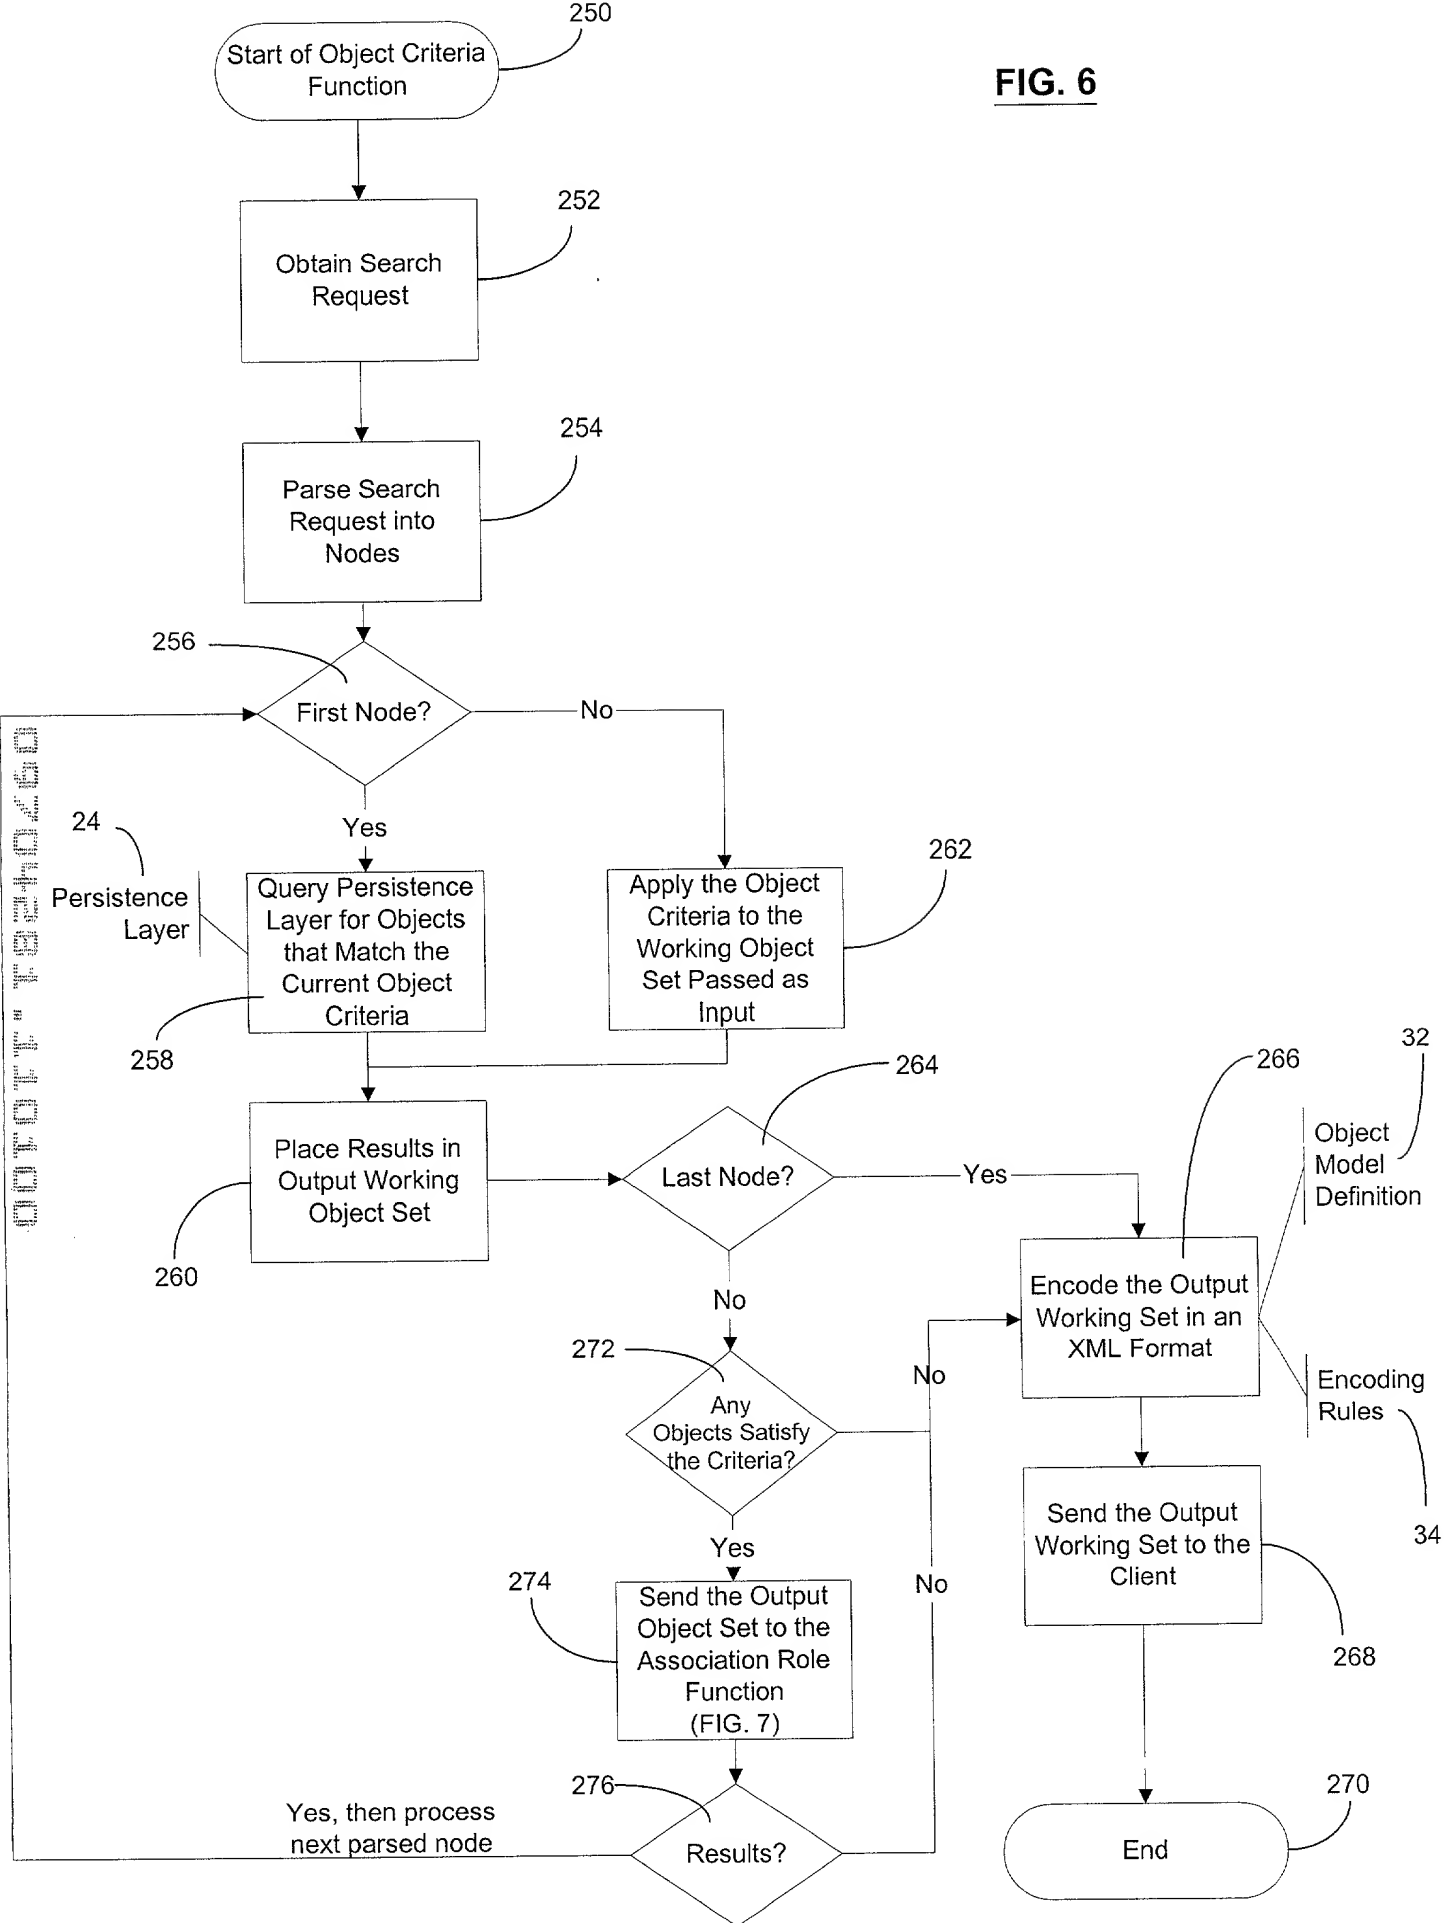 250
Start of Object Criteria
Function
FIG. 6
252
Obtain Search
Request
254
Parse Search
Request into
Nodes
256
First Node?
No
Yes
24
Persistence
Layer
Query Persistence
Layer for Objects
that Match the
Current Object
Criteria
258
262
Apply the Object
Criteria to the
Working Object
Set Passed as
Input
264
Place Results in
Output Working
Object Set
260
Last Node?
Yes
No
266
32
Object
Model
Definition
Encode the Output
Working Set in an
XML Format
Encoding
Rules
34
272
Any
Objects Satisfy
the Criteria?
No
Yes
Send the Output
Working Set to the
Client
268
274
Send the Output
Object Set to the
Association Role
Function
(FIG. 7)
No
276
Results?
Yes, then process
next parsed node
270
End